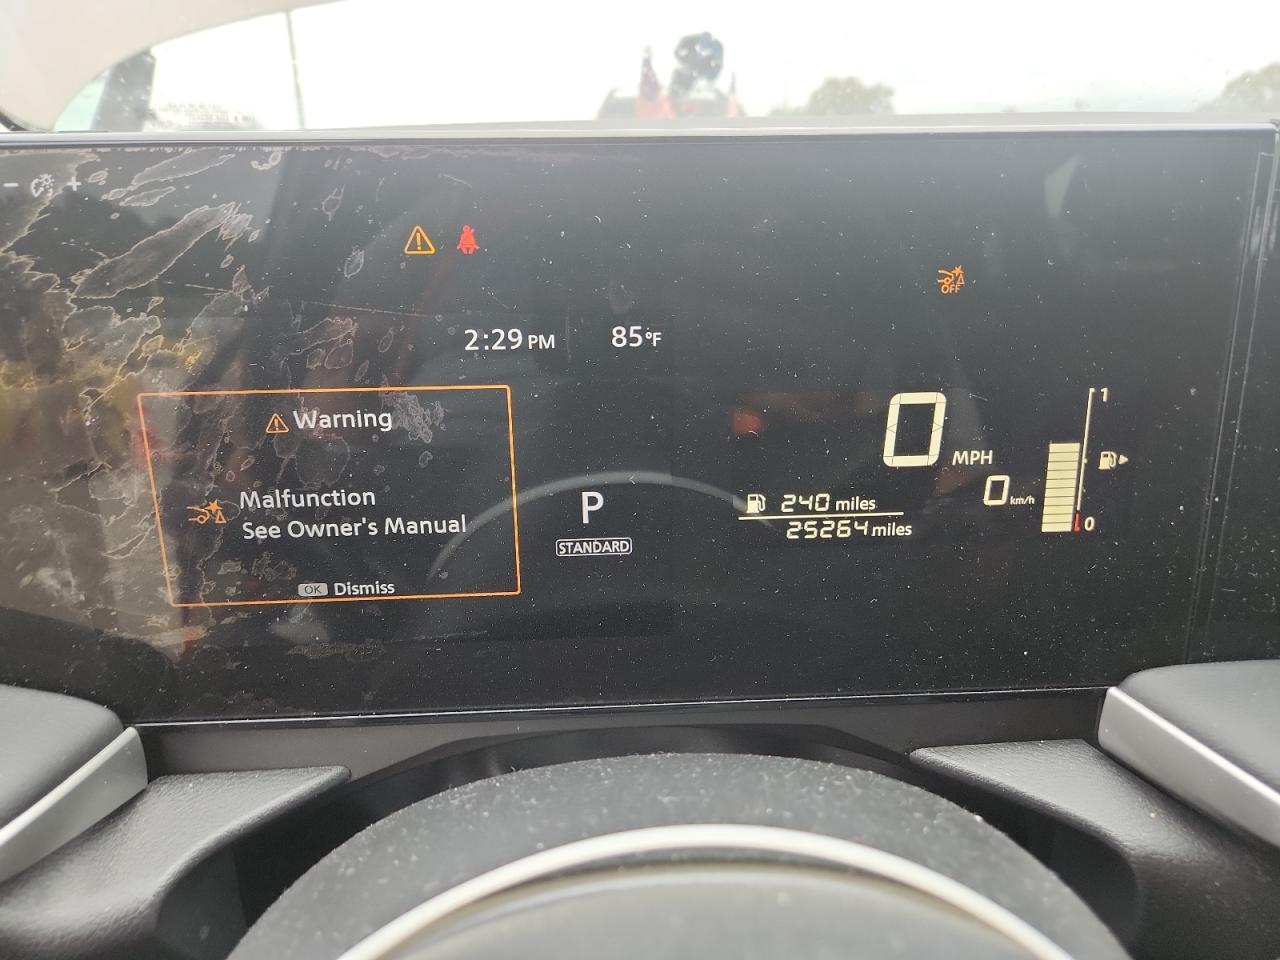 2:29 PM 85°F
OFF
Warning
Malfunction
See Owner's Manual
OK Dismiss
P
STANDARD
0 MPH
0 km/h
240 miles
25264 miles
1
0